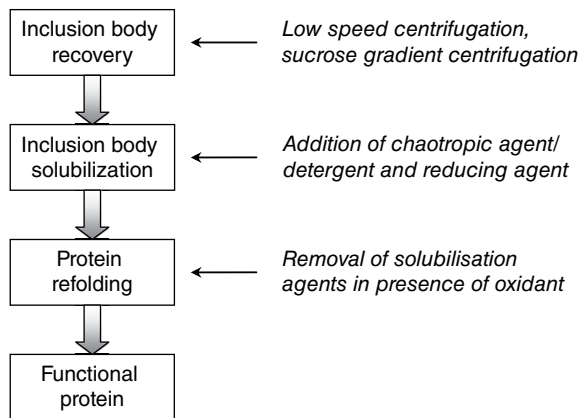 Inclusion body
recovery
Low speed centrifugation,
sucrose gradient centrifugation
Inclusion body
solubilization
Addition of chaotropic agent/
detergent and reducing agent
Protein
refolding
Removal of solubilisation
agents in presence of oxidant
Functional
protein